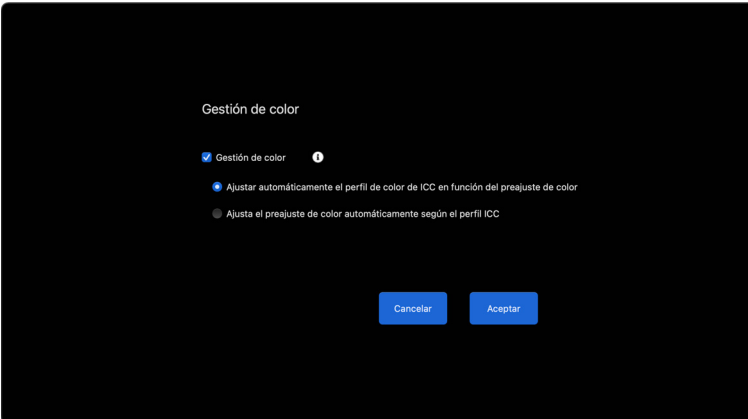 Gestión de color
Gestión de color
Ajustar automáticamente el perfil de color de ICC en función del preajuste de color
Ajusta el preajuste de color automáticamente según el perfil ICC
Cancelar
Aceptar